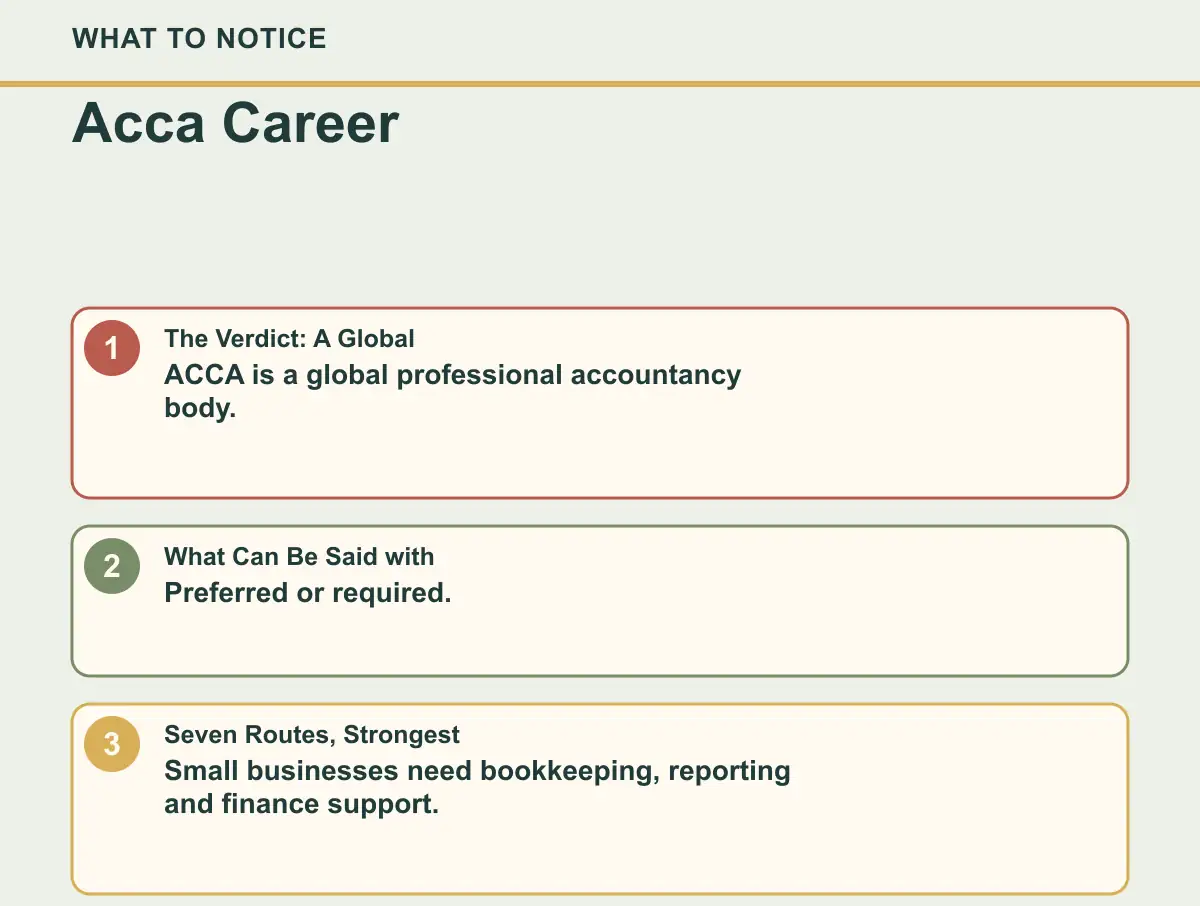 WHAT TO NOTICE
Acca Career
1
The Verdict: A Global
ACCA is a global professional accountancy
body.
2
What Can Be Said with
Preferred or required.
3
Seven Routes, Strongest
Small businesses need bookkeeping, reporting
and finance support.